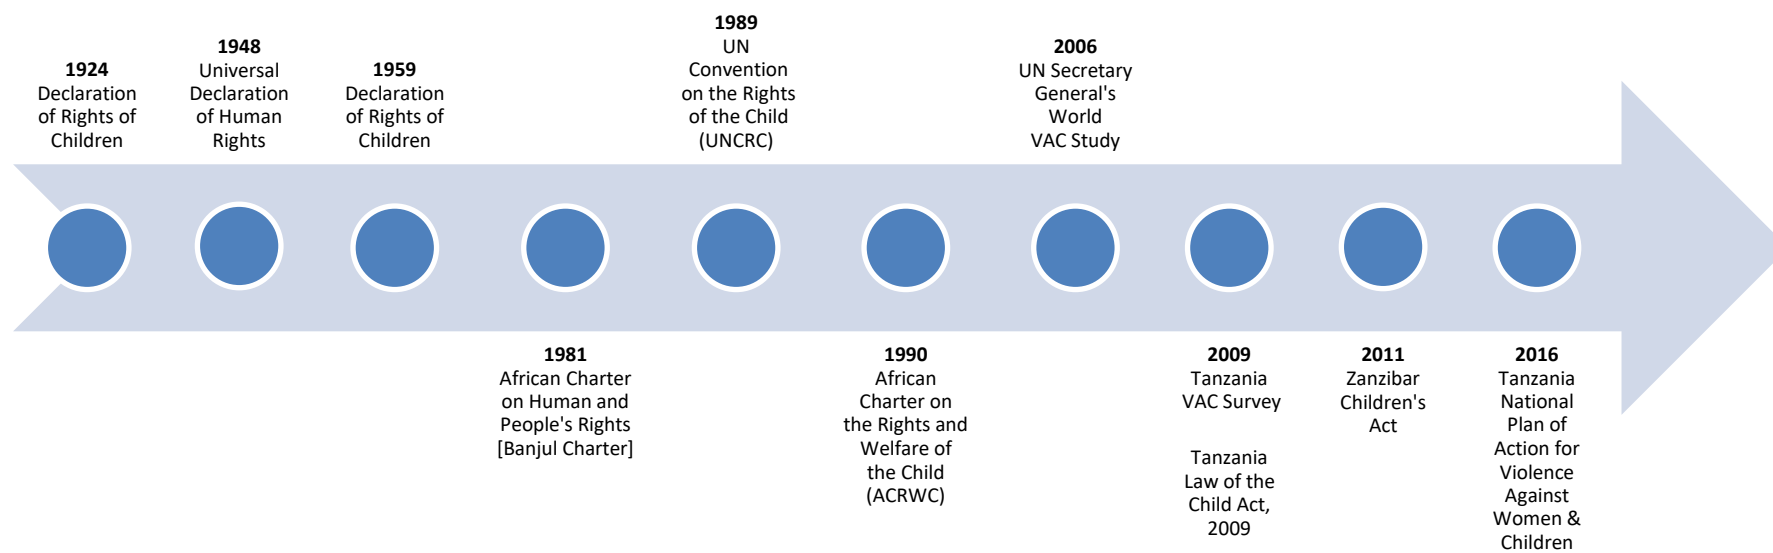 1924
Declaration
of Rights of
Children
1948
Universal
Declaration
of Human
Rights
1959
Declaration
of Rights of
Children
1981
African Charter
on Human and
People's Rights
[Banjul Charter]
1989
UN
Convention
on the Rights
of the Child
(UNCRC)
1990
African
Charter on
the Rights and
Welfare of
the Child
(ACRWC)
2006
UN Secretary
General's
World
VAC Study
2009
Tanzania
VAC Survey
Tanzania
Law of the
Child Act,
2009
2011
Zanzibar
Children's
Act
2016
Tanzania
National
Plan of
Action for
Violence
Against
Women &
Children